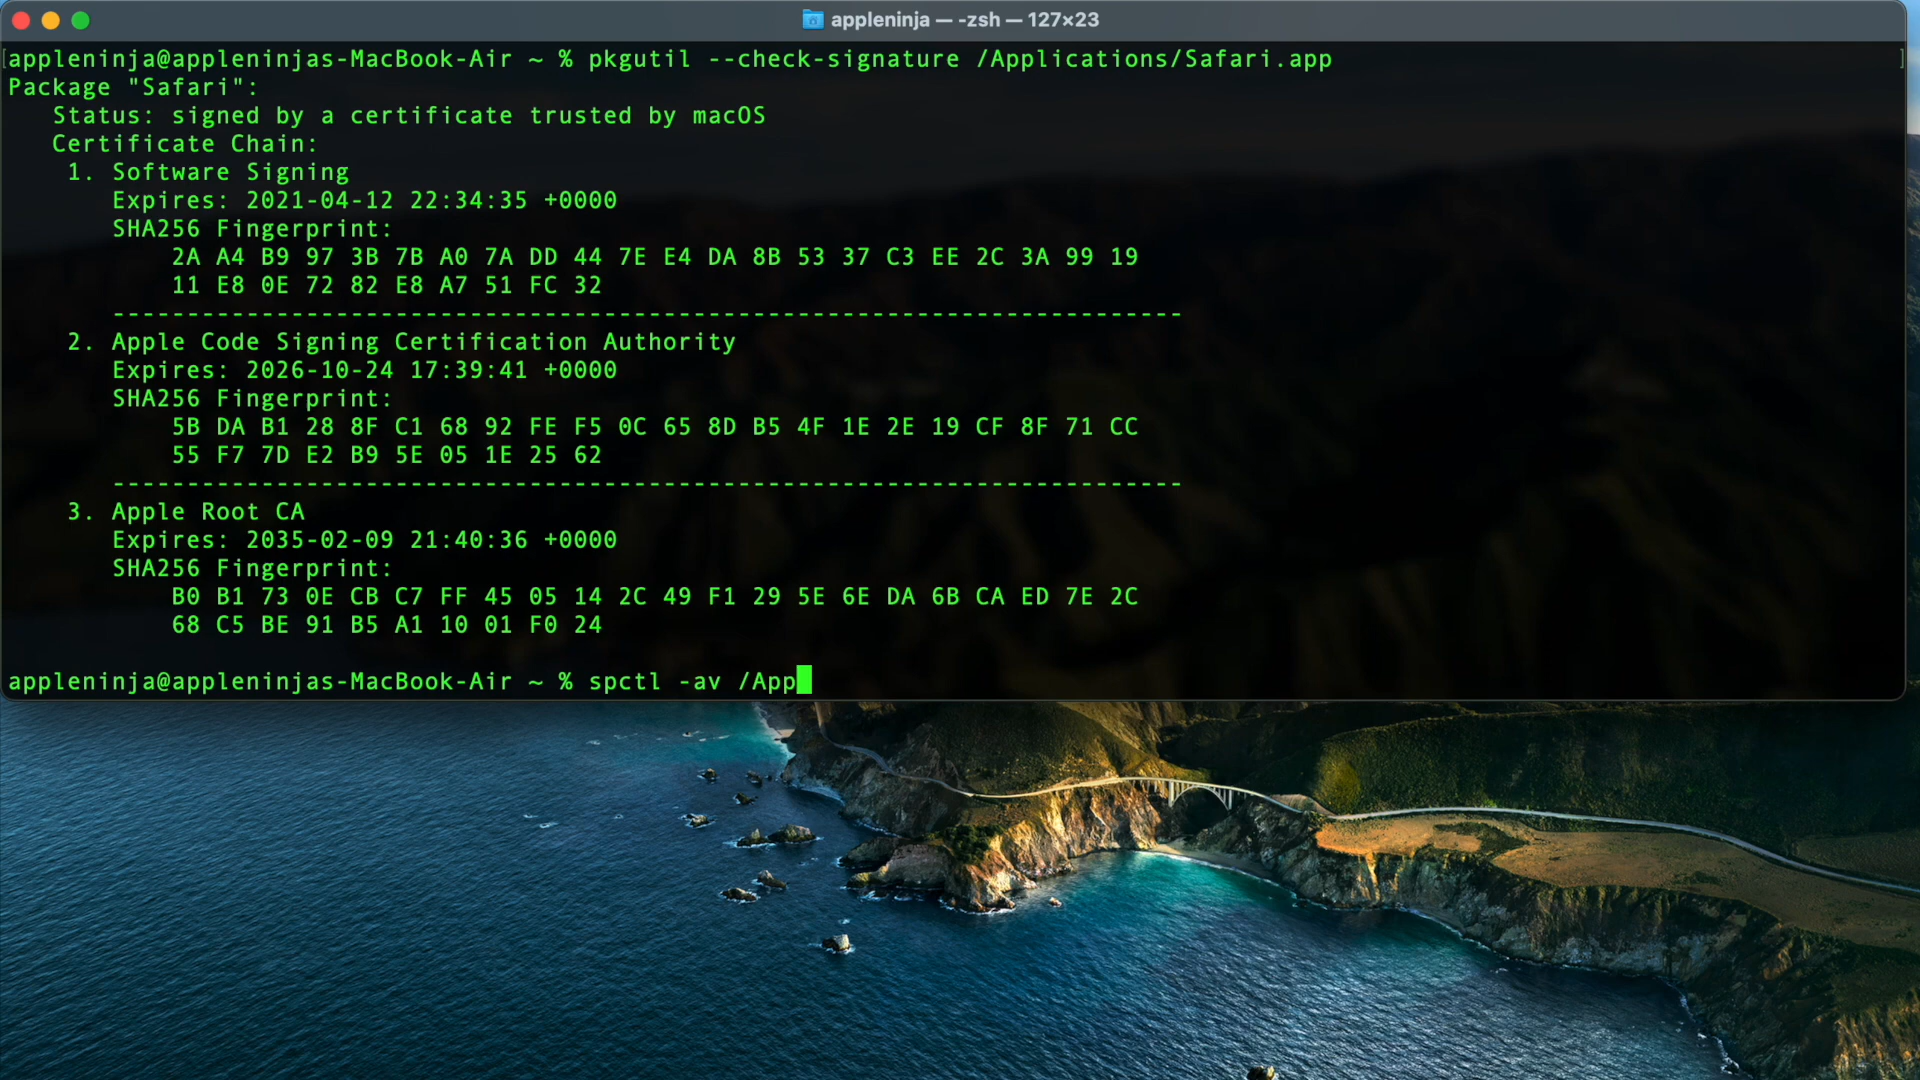 appleninja — -zsh — 127×23
[appleninja@appleninjas-MacBook-Air ~ % pkgutil --check-signature /Applications/Safari.app ]
Package "Safari":
Status: signed by a certificate trusted by macOS
Certificate Chain:
1. Software Signing
Expires: 2021-04-12 22:34:35 +0000
SHA256 Fingerprint:
2A A4 B9 97 3B 7B A0 7A DD 44 7E E4 DA 8B 53 37 C3 EE 2C 3A 99 19
11 E8 0E 72 82 E8 A7 51 FC 32
------------------------------------------------------------------------
2. Apple Code Signing Certification Authority
Expires: 2026-10-24 17:39:41 +0000
SHA256 Fingerprint:
5B DA B1 28 8F C1 68 92 FE F5 0C 65 8D B5 4F 1E 2E 19 CF 8F 71 CC
55 F7 7D E2 B9 5E 05 1E 25 62
------------------------------------------------------------------------
3. Apple Root CA
Expires: 2035-02-09 21:40:36 +0000
SHA256 Fingerprint:
B0 B1 73 0E CB C7 FF 45 05 14 2C 49 F1 29 5E 6E DA 6B CA ED 7E 2C
68 C5 BE 91 B5 A1 10 01 F0 24
appleninja@appleninjas-MacBook-Air ~ % spctl -av /App